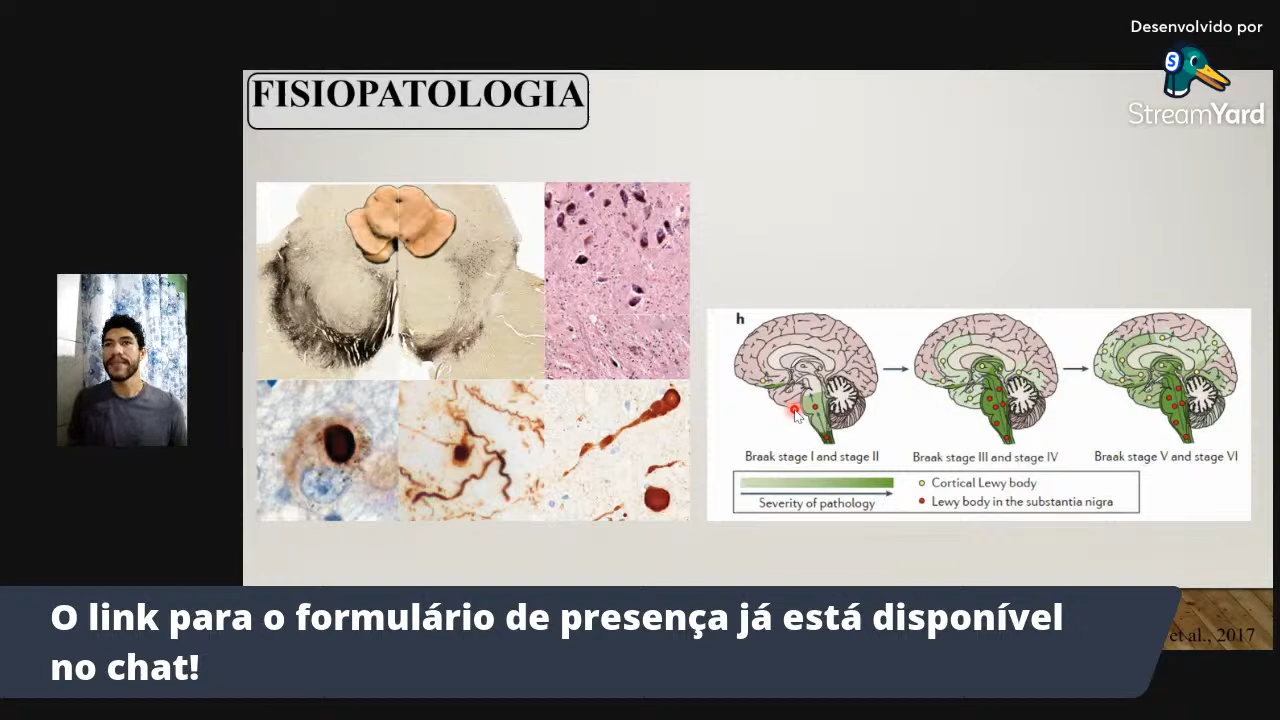 Desenvolvido por
StreamYard
FISIOPATOLOGIA
h
Braak stage I and stage II
Braak stage III and stage IV
Braak stage V and stage VI
Severity of pathology
Cortical Lewy body
Lewy body in the substantia nigra
et al., 2017
O link para o formulário de presença já está disponível
no chat!